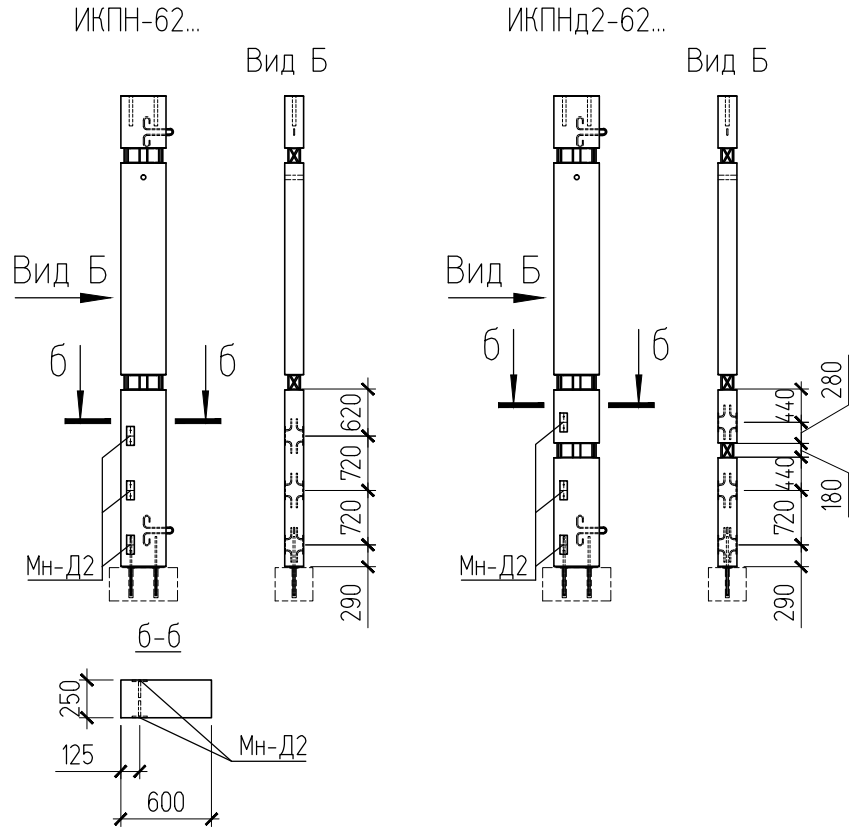 ИКПН-62...
Вид Б
Вид Б
б б
620
720
720
290
Мн-Д2
б-б
250
125
600
Мн-Д2
ИКПНд2-62...
Вид Б
Вид Б
б б
440
280
440
180
720
290
Мн-Д2